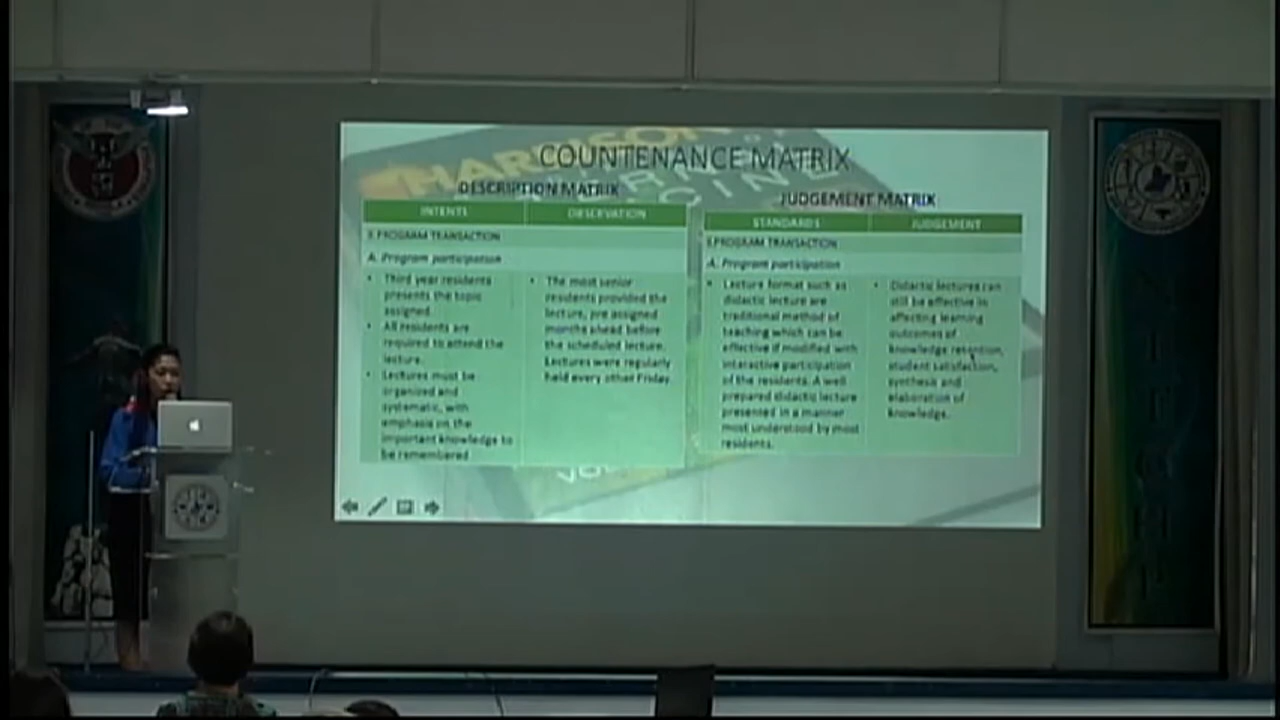 COUNTENANCE MATRIX
DESCRIPTION MATRIX
INTENTS
OBSERVATION
PROGRAM TRANSACTION
A. Program participation
• Third year residents
presents the topic
assigned.
• All residents are
required to attend the
lecture.
• Lectures must be
organized and
systematic, with
emphasis on the
important knowledge to
be remembered
• The most senior
residents provided the
lecture, pre assigned
months ahead before
the scheduled lecture.
Lectures were regularly
held every other Friday.
JUDGEMENT MATRIX
STANDARDS
JUDGEMENT
PROGRAM TRANSACTION
A. Program participation
• Lecture format such as
didactic lecture are
traditional method of
teaching which can be
effective if modified with
interactive participation
of the residents. A well
prepared didactic lecture
presented in a manner
most understood by most
residents.
• Didactic lectures can
still be effective in
affecting learning
outcomes of
knowledge retention,
student satisfaction,
synthesis and
elaboration of
knowledge.